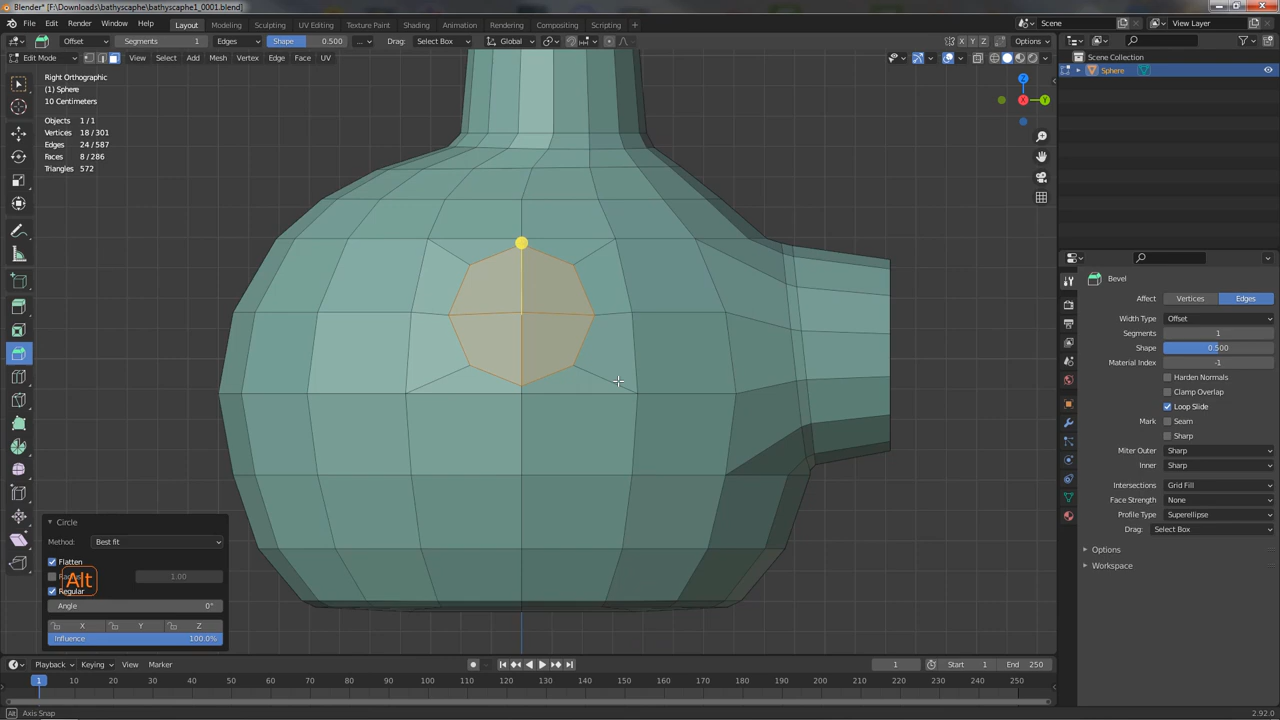 Blender* [F:\Downloads\bathyscaphe\bathyscaphe1_0001.blend]
File Edit Render Window Help Layout Modeling Sculpting UV Editing Texture Paint Shading Animation Rendering Compositing Scripting Scene View Layer
Offset Segments 1 Edges Shape 0.500 ... Drag: Select Box Global X Y Z Options
Edit Mode View Select Add Mesh Vertex Edge Face UV
Scene Collection
Sphere
Right Orthographic
(1) Sphere
10 Centimeters
Objects 1/1
Vertices 18/301
Edges 24/587
Faces 8/286
Triangles 572
Z
X
Y
Bevel
Affect Vertices Edges
Width Type Offset
Segments 1
Shape 0.500
Material Index -1
Harden Normals
Clamp Overlap
Loop Slide
Mark Seam
Sharp
Miter Outer Sharp
Inner Sharp
Intersections Grid Fill
Face Strength None
Profile Type Superellipse
Drag: Select Box
Options
Workspace
Circle
Method: Best fit
Flatten
1.00
Alt
Regular
Angle 0°
X Y Z
Influence 100.0%
Playback Keying View Marker 1 Start 1 End 250
1 10 20 30 40 50 60 70 80 90 100 110 120 130 140 150 160 170 180 190 200 210 220 230 240 250
Alt Axis Snap 2.92.0